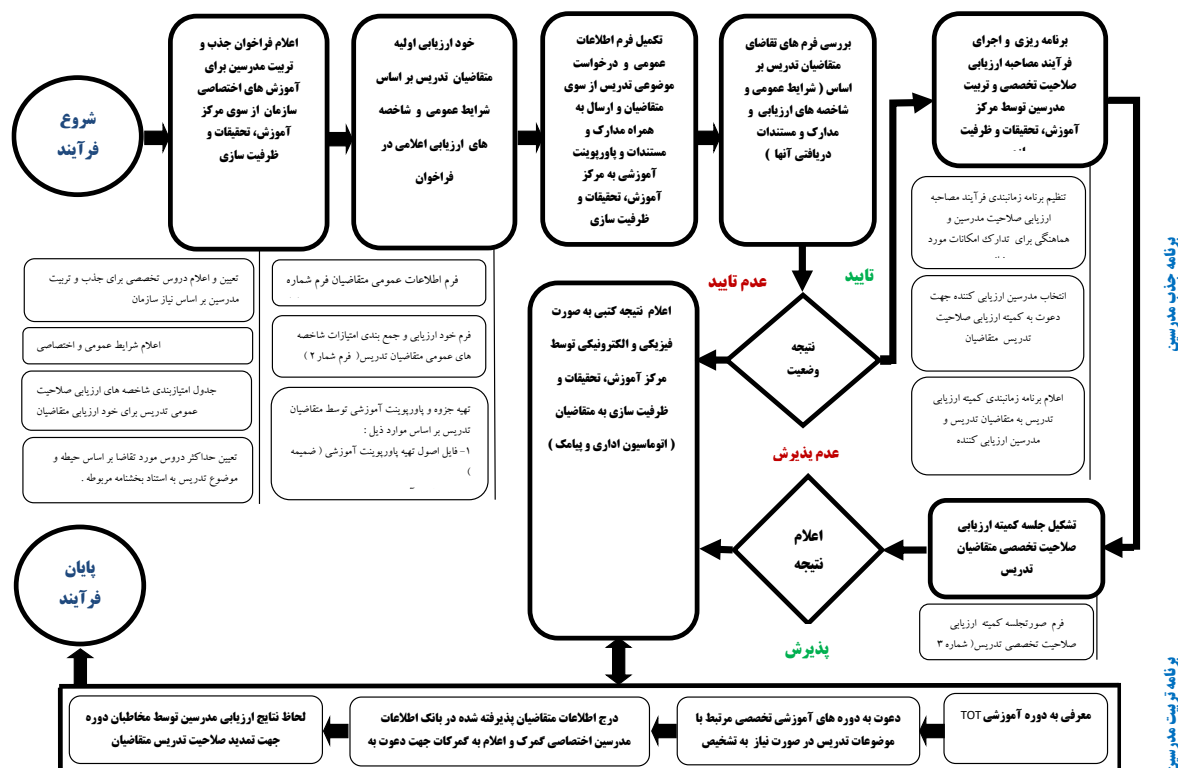 شروع
فرآیند
اعلام فراخوان جذب و
تربیت مدرسین برای
آموزش های اختصاصی
سازمان از سوی مرکز
آموزش، تحقیقات و
ظرفیت سازی
خود ارزیابی اولیه
متقاضیان تدریس بر اساس
شرایط عمومی و شاخصه
های ارزیابی اعلامی در
فراخوان
تکمیل فرم اطلاعات
عمومی و درخواست
موضوعی تدریس از سوی
متقاضیان و ارسال به
همراه مدارک و
مستندات و پاورپوینت
آموزشی به مرکز
آموزش، تحقیقات و
ظرفیت سازی
بررسی فرم های تقاضای
متقاضیان تدریس بر
اساس ( شرایط عمومی و
شاخصه های ارزیابی و
مدارک و مستندات
دریافتی آنها )
برنامه ریزی و اجرای
فرآیند مصاحبه ارزیابی
صلاحیت تخصصی و تربیت
مدرسین توسط مرکز
آموزش، تحقیقات و ظرفیت
تنظیم برنامه زمانبندی فرآیند مصاحبه
ارزیابی صلاحیت مدرسین و
هماهنگی برای تدارک امکانات مورد
انتخاب مدرسین ارزیابی کننده جهت
دعوت به کمیته ارزیابی صلاحیت
تدریس متقاضیان
اعلام برنامه زمانبندی کمیته ارزیابی
تدریس به متقاضیان تدریس و
مدرسین ارزیابی کننده
برنامه جذب مدرسین
تعیین و اعلام دروس تخصصی برای جذب و تربیت
مدرسین بر اساس نیاز سازمان
اعلام شرایط عمومی و اختصاصی
جدول امتیازبندی شاخصه های ارزیابی صلاحیت
عمومی تدریس برای خود ارزیابی متقاضیان
تعیین حداکثر دروس مورد تقاضا بر اساس حیطه و
موضوع تدریس به استناد بخشنامه مربوطه .
فرم اطلاعات عمومی متقاضیان فرم شماره
فرم خود ارزیابی و جمع بندی امتیازات شاخصه
های عمومی متقاضیان تدریس( فرم شمار ۲ )
تهیه جزوه و پاورپوینت آموزشی توسط متقاضیان
تدریس بر اساس موارد ذیل :
۱- فایل اصول تهیه پاورپوینت آموزشی ( ضمیمه
)
عدم تایید
تایید
نتیجه
وضعیت
اعلام نتیجه کتبی به صورت
فیزیکی و الکترونیکی توسط
مرکز آموزش، تحقیقات و
ظرفیت سازی به متقاضیان
( اتوماسیون اداری و پیامک )
عدم پذیرش
اعلام
نتیجه
پذیرش
تشکیل جلسه کمیته ارزیابی
صلاحیت تخصصی متقاضیان
تدریس
فرم صورتجلسه کمیته ارزیابی
صلاحیت تخصصی تدریس( شماره ۳
پایان
فرآیند
برنامه تربیت مدرسین
معرفی به دوره آموزشی TOT
دعوت به دوره های آموزشی تخصصی مرتبط با
موضوعات تدریس در صورت نیاز به تشخیص
درج اطلاعات متقاضیان پذیرفته شده در بانک اطلاعات
مدرسین اختصاصی گمرک و اعلام به گمرکات جهت دعوت به
لحاظ نتایج ارزیابی مدرسین توسط مخاطبان دوره
جهت تمدید صلاحیت تدریس متقاضیان